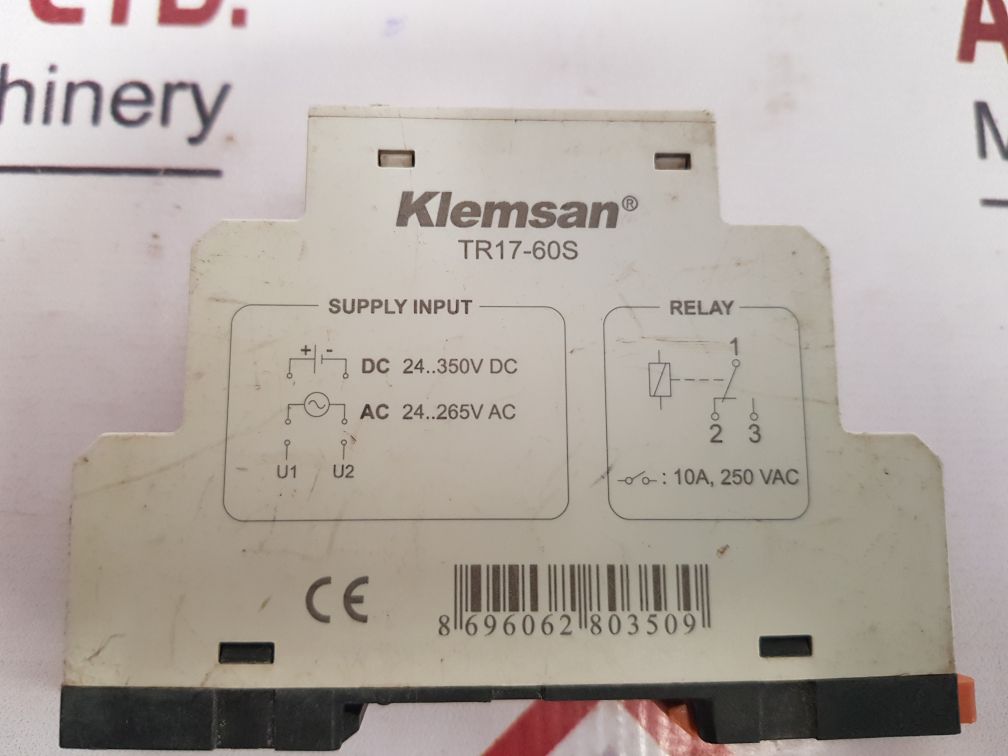 LTD.
hinery
Klemsan®
TR17-60S
SUPPLY INPUT
+ -
DC 24..350V DC
AC 24..265V AC
U1 U2
RELAY
1
2 3
: 10A, 250 VAC
CE
8 696062 803509
A
M